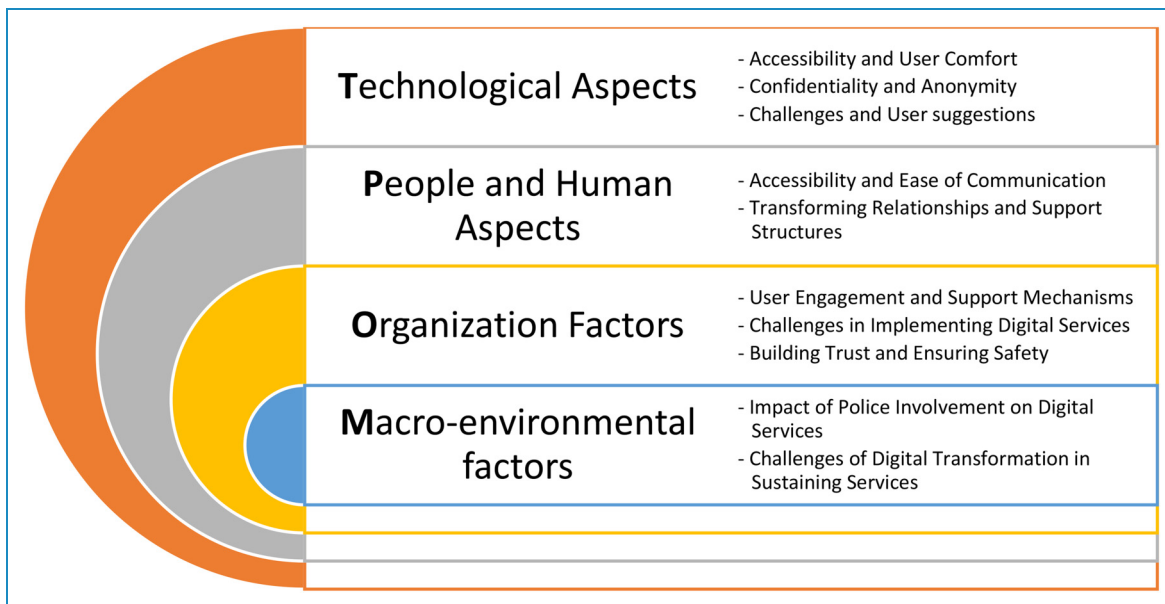 Technological Aspects
- Accessibility and User Comfort
- Confidentiality and Anonymity
- Challenges and User suggestions
People and Human
Aspects
- Accessibility and Ease of Communication
- Transforming Relationships and Support
Structures
Organization Factors
- User Engagement and Support Mechanisms
- Challenges in Implementing Digital Services
- Building Trust and Ensuring Safety
Macro-environmental
factors
- Impact of Police Involvement on Digital
Services
- Challenges of Digital Transformation in
Sustaining Services